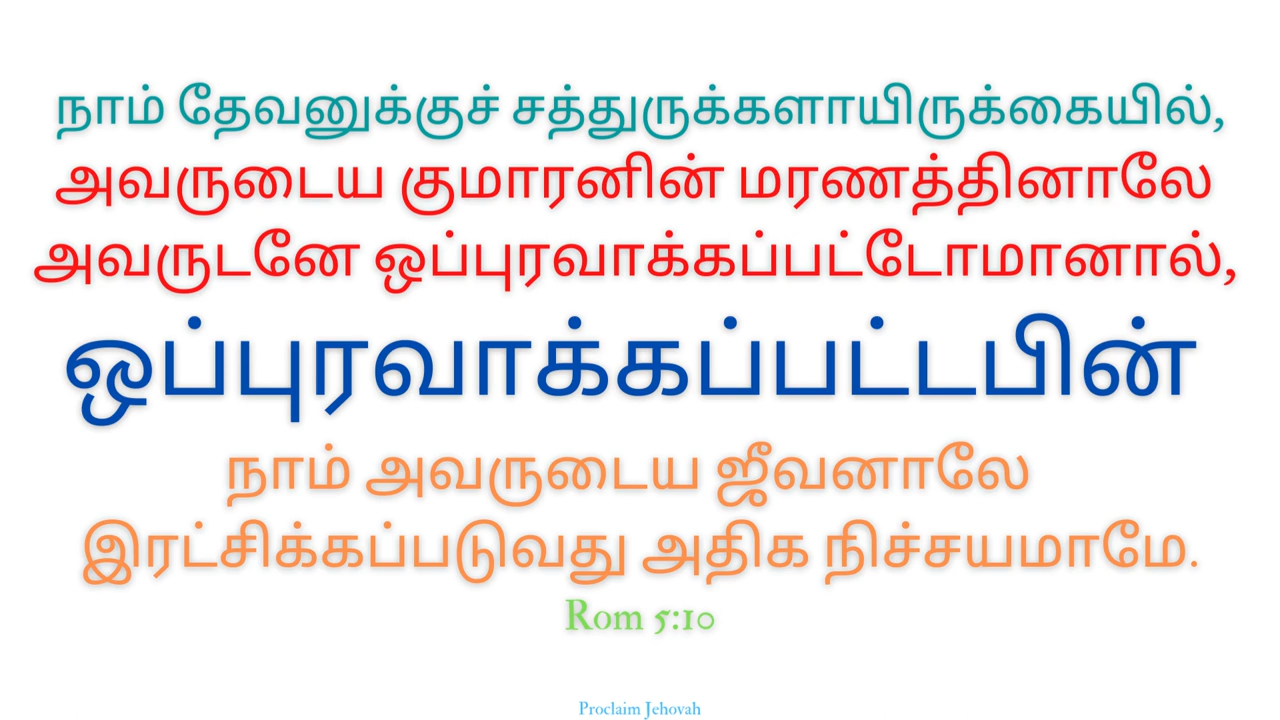 நாம் தேவனுக்குச் சத்துருக்களாயிருக்கையில்,
அவருடைய குமாரனின் மரணத்தினாலே
அவருடனே ஒப்புரவாக்கப்பட்டோமானால்,
ஒப்புரவாக்கப்பட்டபின்
நாம் அவருடைய ஜீவனாலே
இரட்சிக்கப்படுவது அதிக நிச்சயமாமே.
Rom 5:10
Proclaim Jehovah